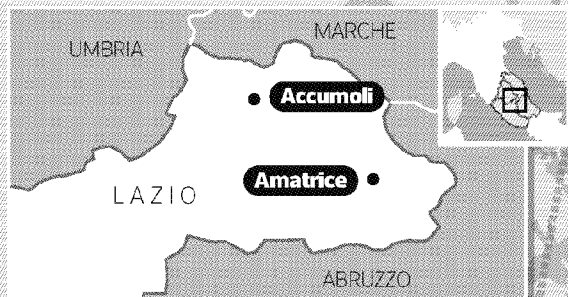 MARCHE
UMBRIA
Accumoli
Amatrice
LAZIO
ABRUZZO